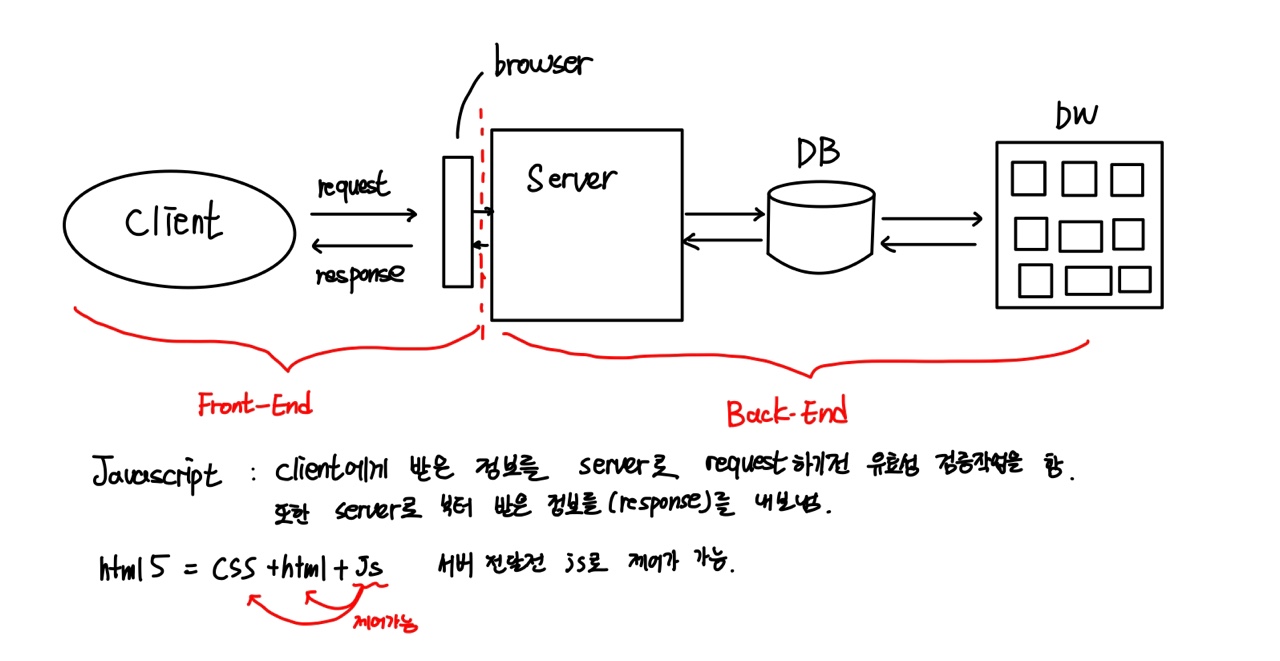 browser
DW
DB
Server
request
Client
response
Front-End
Back-End
Javascript : client에게 받은 정보를 server로 request하기전 유효성 검증작업을 함.
또한 server로 부터 받은 정보를(response)를 내보냄.
html5 = CSS +html+ Js 서버 전달전 js로 제어가 가능.
제어가능